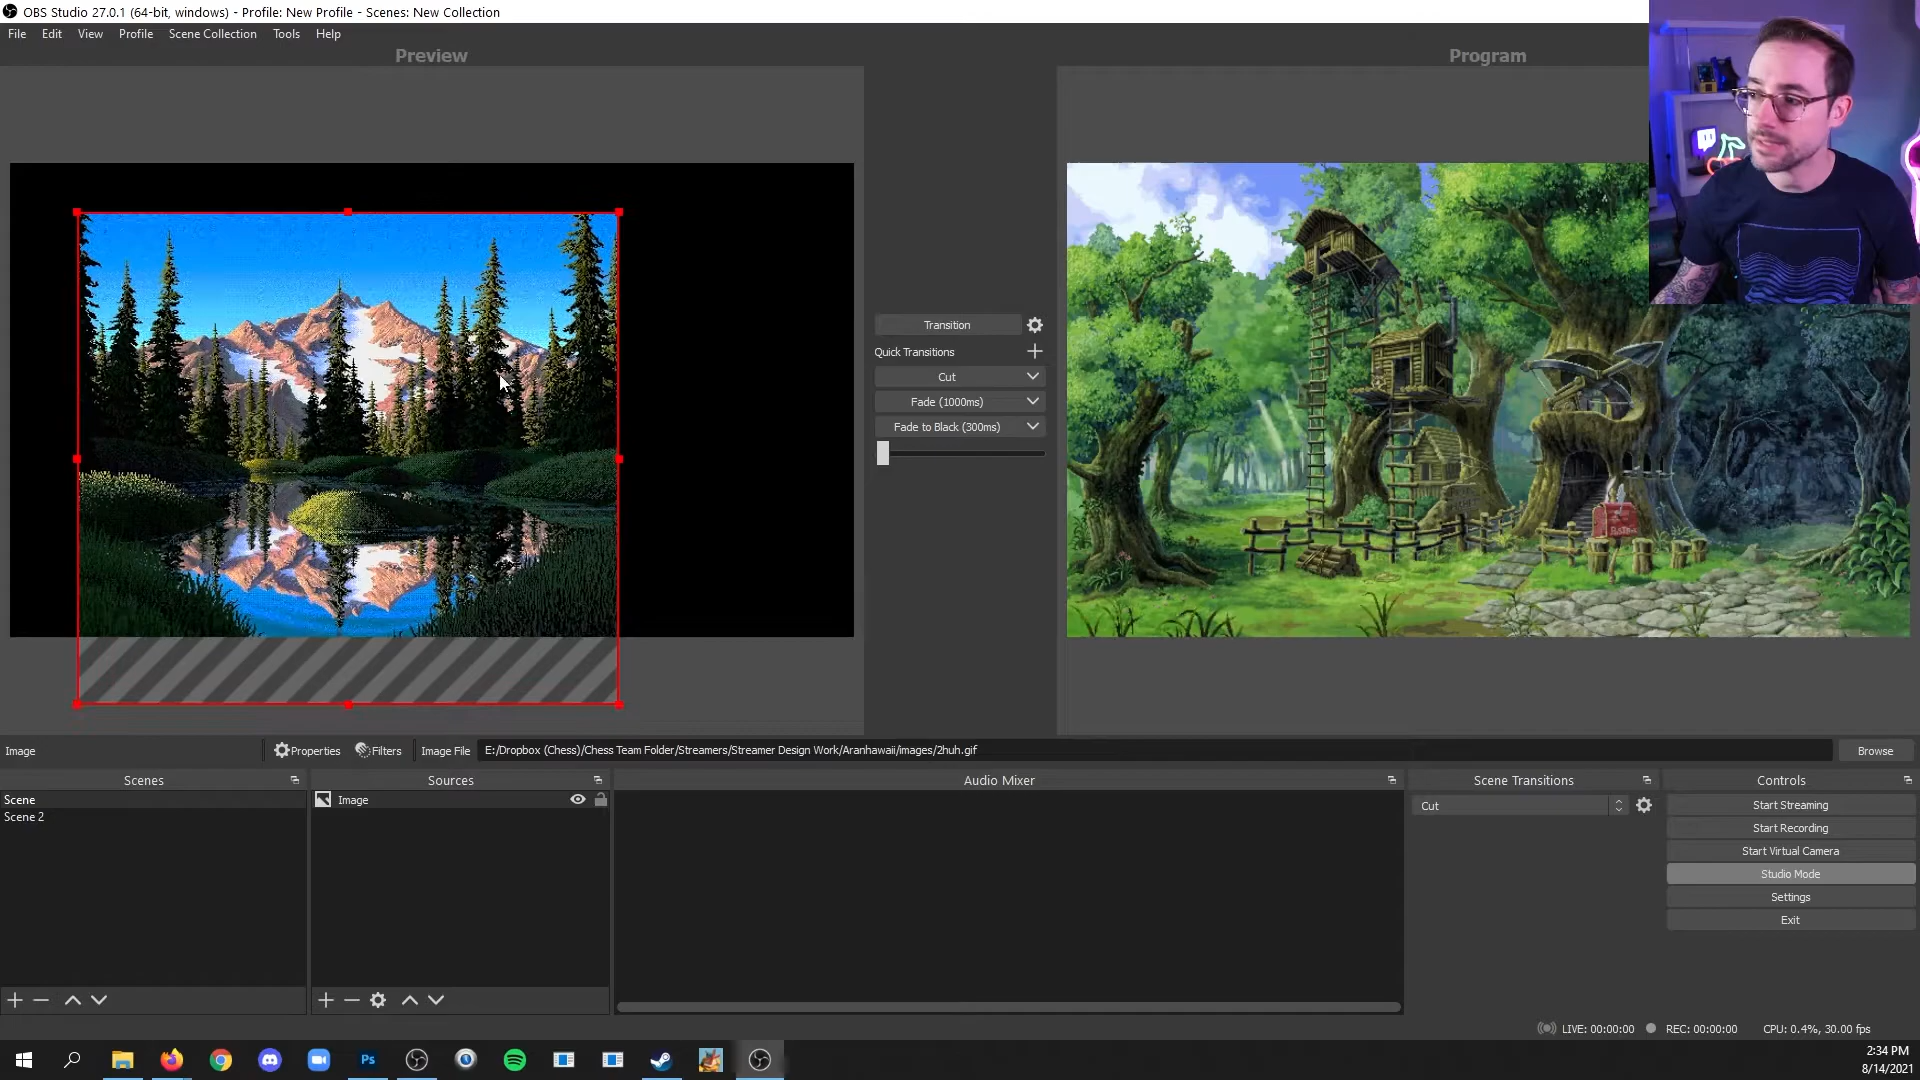 OBS Studio 27.0.1 (64-bit, windows) - Profile: New Profile - Scenes: New Collection
File Edit View Profile Scene Collection Tools Help
Preview
Program
Transition
Quick Transitions
Cut
Fade (1000ms)
Fade to Black (300ms)
Image
Properties
Filters
Image File
E:/Dropbox (Chess)/Chess Team Folder/Streamers/Streamer Design Work/Aranhawaii/images/2huh.gif
Browse
Scenes
Sources
Audio Mixer
Scene Transitions
Controls
Scene
Scene 2
Image
Cut
Start Streaming
Start Recording
Start Virtual Camera
Studio Mode
Settings
Exit
LIVE: 00:00:00
REC: 00:00:00
CPU: 0.4%, 30.00 fps
Ps
2:34 PM
8/14/2021